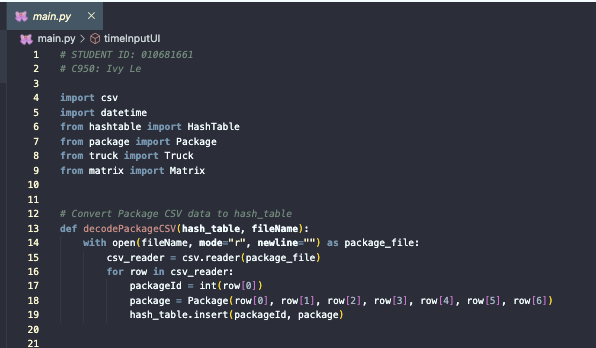 main.py ×
main.py > timeInputUI
1 # STUDENT ID: 010681661
2 # C950: Ivy Le
3
4 import csv
5 import datetime
6 from hashtable import HashTable
7 from package import Package
8 from truck import Truck
9 from matrix import Matrix
10
11
12 # Convert Package CSV data to hash_table
13 def decodePackageCSV(hash_table, fileName):
14     with open(fileName, mode="r", newline="") as package_file:
15         csv_reader = csv.reader(package_file)
16         for row in csv_reader:
17             packageId = int(row[0])
18             package = Package(row[0], row[1], row[2], row[3], row[4], row[5], row[6])
19             hash_table.insert(packageId, package)
20
21